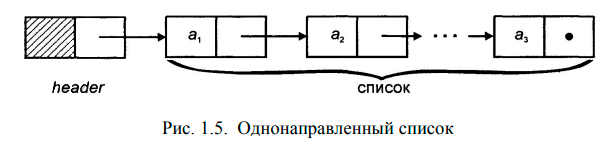 a₁ a₂ ... a₃
header список
Рис. 1.5. Однонаправленный список